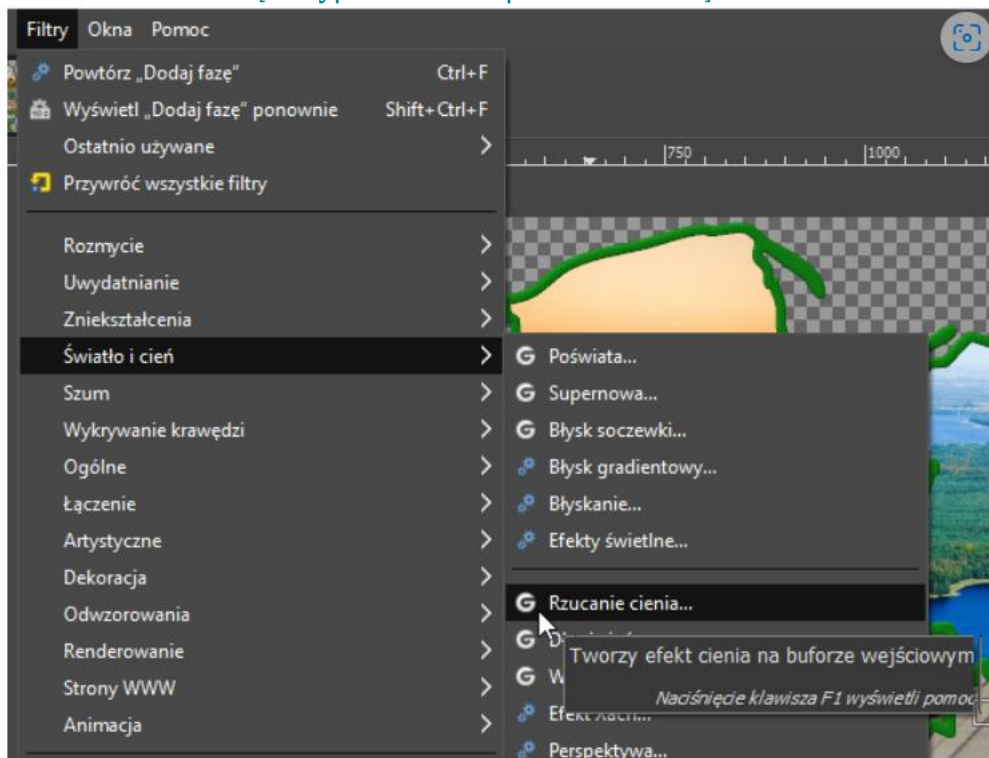 Filtry Okna Pomoc
Powtórz „Dodaj fazę” Ctrl+F
Wyświetl „Dodaj fazę” ponownie Shift+Ctrl+F
Ostatnio używane
Przywróć wszystkie filtry
750 1000
Rozmycie
Uwydatnianie
Zniekształcenia
Światło i cień
Szum
Wykrywanie krawędzi
Ogólne
Łączenie
Artystyczne
Dekoracja
Odwzorowania
Renderowanie
Strony WWW
Animacja
Poświata...
Supernowa...
Błysk soczewki...
Błysk gradientowy...
Błyskanie...
Efekty świetlne...
Rzucanie cienia...
Tworzy efekt cienia na buforze wejściowym
Naciśnięcie klawisza F1 wyświetli pomoc
Efekt Xach...
Perspektywa...